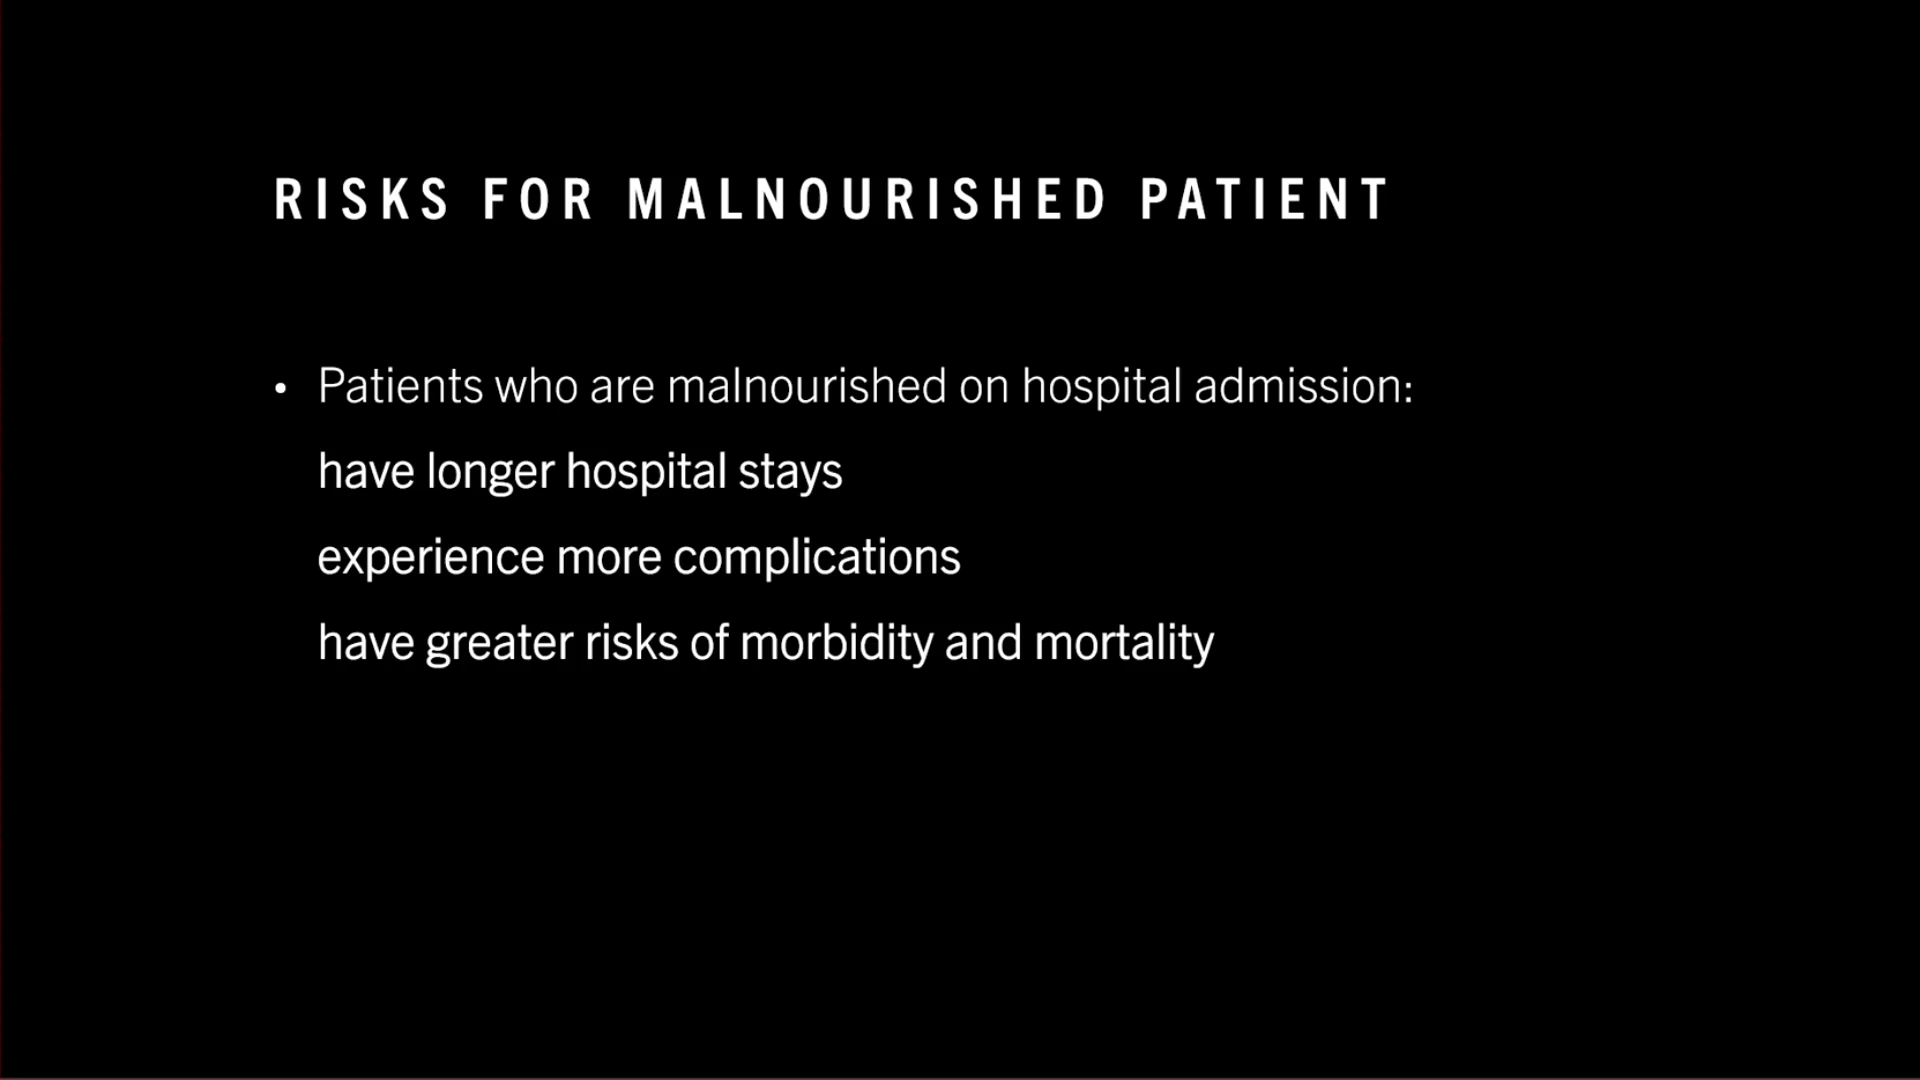 RISKS FOR MALNOURISHED PATIENT
• Patients who are malnourished on hospital admission:
have longer hospital stays
experience more complications
have greater risks of morbidity and mortality